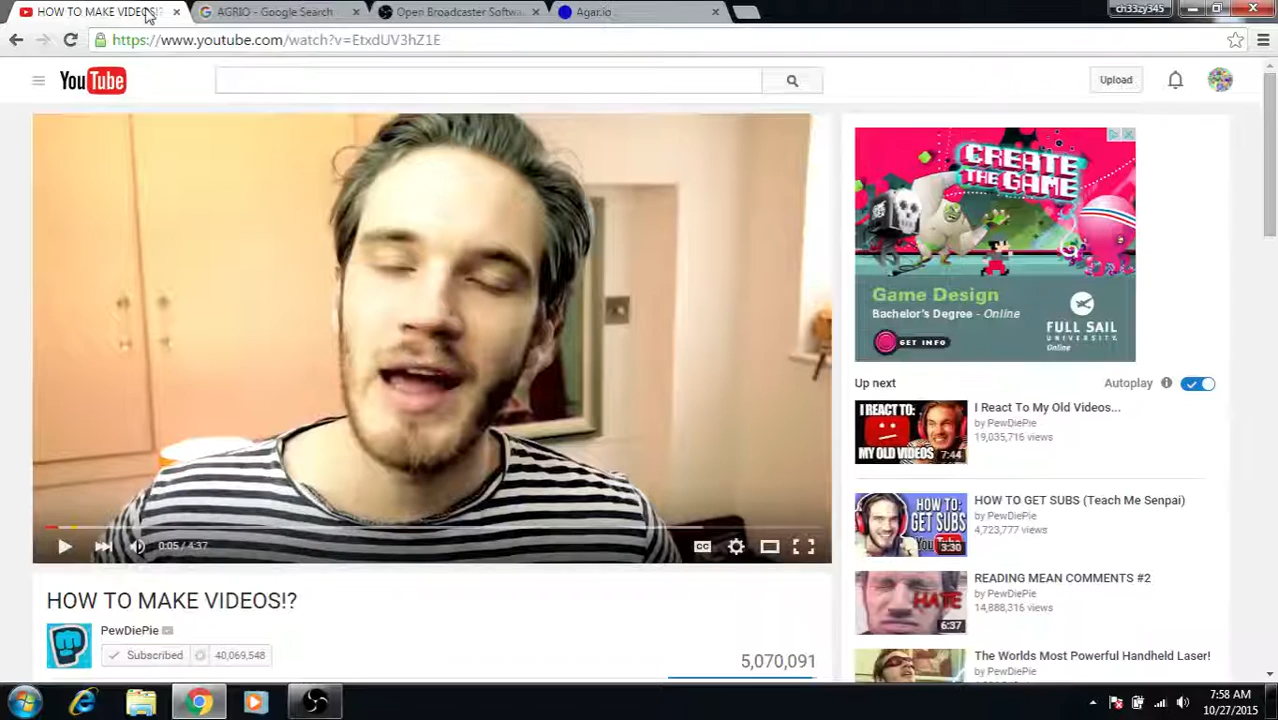 HOW TO MAKE VIDEOS!?
AGRIO - Google Search
Open Broadcaster Softwa
Agar.io
ch33zy345
https://www.youtube.com/watch?v=EtxdUV3hZ1E
YouTube
Upload
CREATE
THE GAME
Game Design
Bachelor's Degree - Online
GET INFO
FULL SAIL
UNIVERSITY.
Online
Up next
Autoplay
I REACT TO:
MY OLD VIDEOS
7:44
I React To My Old Videos...
by PewDiePie
19,035,716 views
HOW TO:
GET SUBS
3:30
HOW TO GET SUBS (Teach Me Senpai)
by PewDiePie
4,723,777 views
HATE
6:37
READING MEAN COMMENTS #2
by PewDiePie
14,888,316 views
The Worlds Most Powerful Handheld Laser!
by PewDiePie
0:05 / 4:37
CC
HOW TO MAKE VIDEOS!?
PewDiePie
Subscribed
40,069,548
5,070,091
7:58 AM
10/27/2015